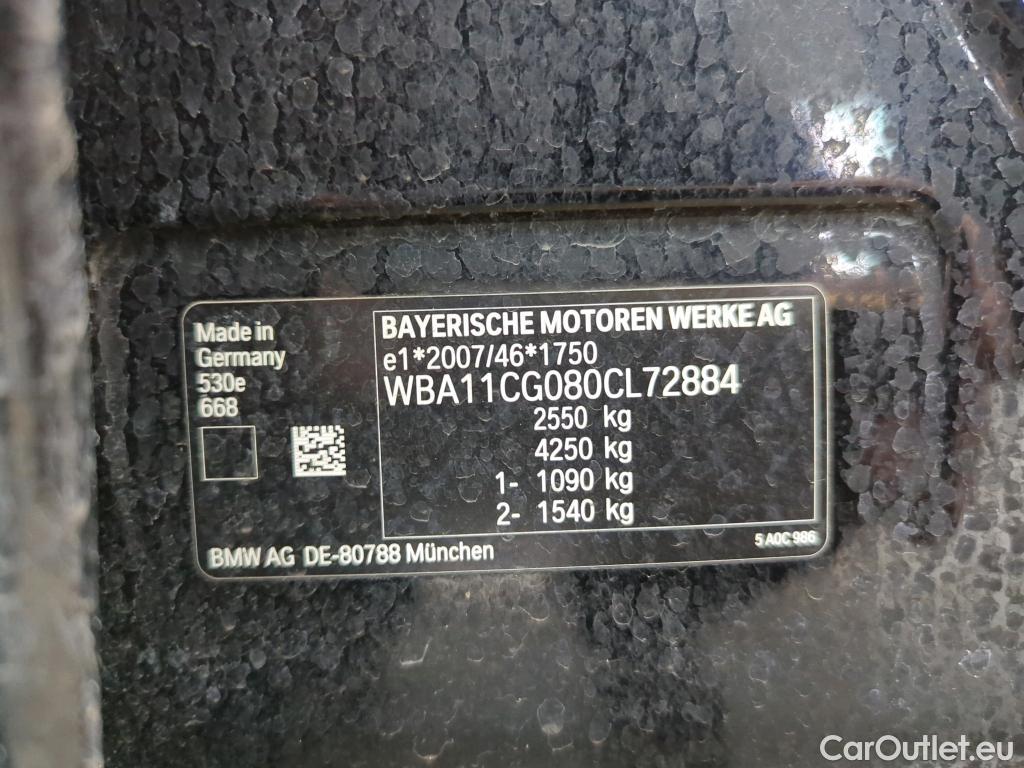 Made in
Germany
530e
668
BAYERISCHE MOTOREN WERKE AG
e1*2007/46*1750
WBA11CG080CL72884
2550 kg
4250 kg
1- 1090 kg
2- 1540 kg
BMW AG DE-80788 München
5 A0C 986
CarOutlet.eu